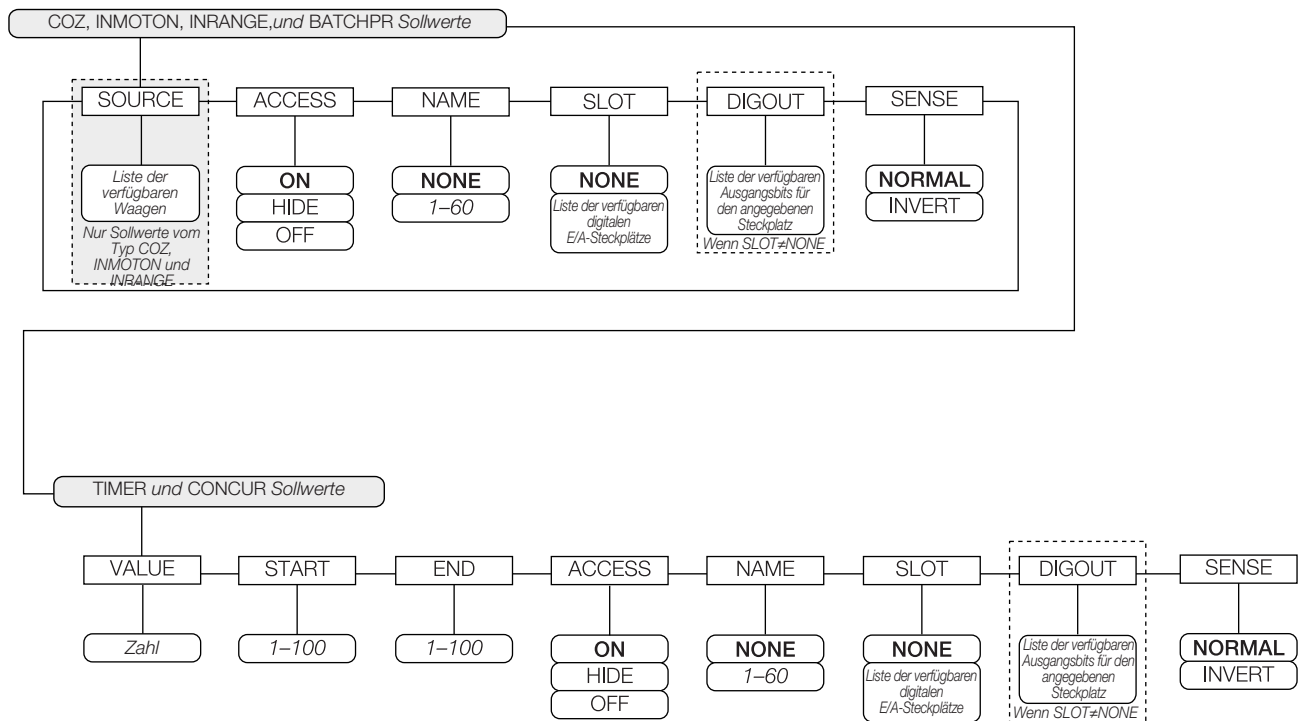 COZ, INMOTON, INRANGE,und BATCHPR Sollwerte
SOURCE
ACCESS
NAME
SLOT
DIGOUT
SENSE
Liste der
verfügbaren
Waagen
Nur Sollwerte vom
Typ COZ,
INMOTON und
INRANGE
ON
HIDE
OFF
NONE
1–60
NONE
Liste der verfügbaren
digitalen
E/A-Steckplätze
Liste der verfügbaren
Ausgangsbits für
den angegebenen
Steckplatz
Wenn SLOT≠NONE
NORMAL
INVERT
TIMER und CONCUR Sollwerte
VALUE
START
END
ACCESS
NAME
SLOT
DIGOUT
SENSE
Zahl
1–100
1–100
ON
HIDE
OFF
NONE
1–60
NONE
Liste der verfügbaren
digitalen
E/A-Steckplätze
Liste der verfügbaren
Ausgangsbits für den
angegebenen
Steckplatz
Wenn SLOT≠NONE
NORMAL
INVERT